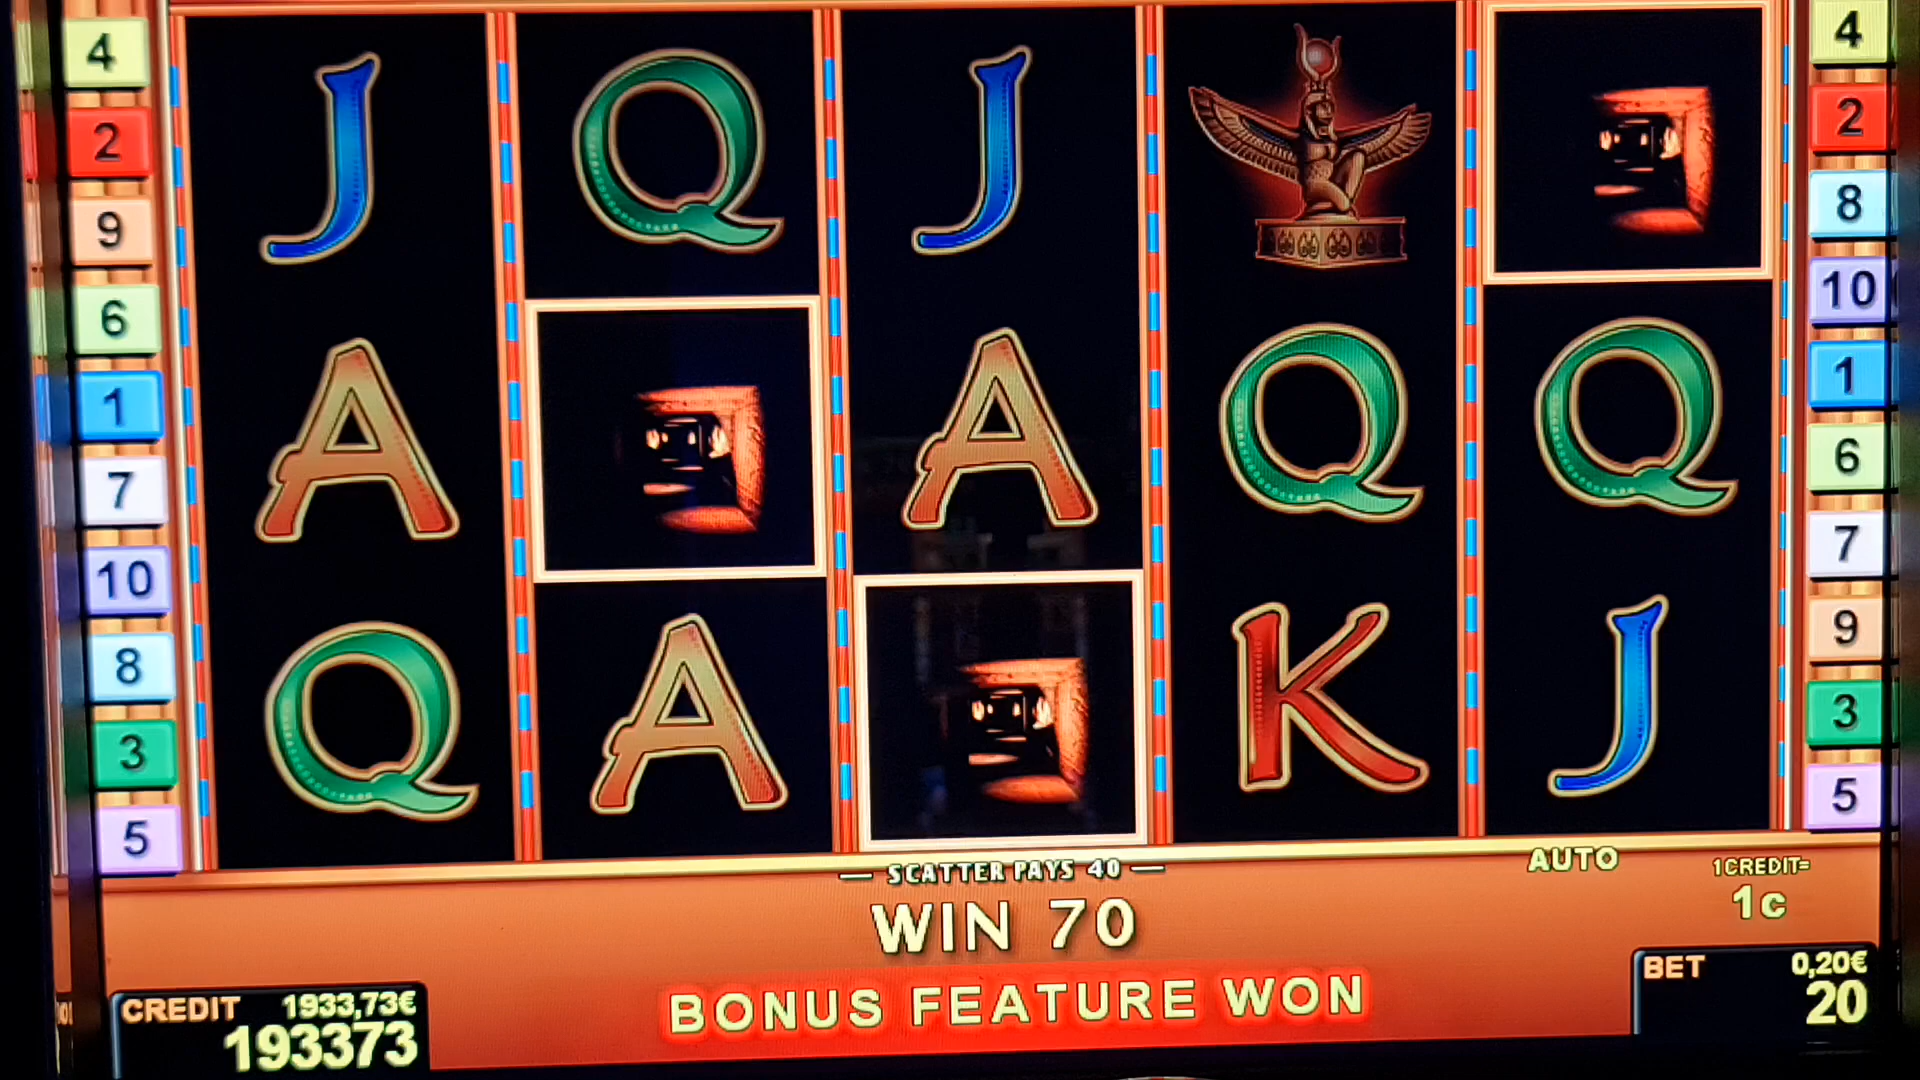 4
2
9
6
1
7
10
8
3
5
J Q J
A A Q Q
Q A K J
4
2
8
10
1
6
7
9
3
5
— SCATTER PAYS 40 —
AUTO
1CREDIT=
1c
WIN 70
BONUS FEATURE WON
CREDIT 1933,73€
193373
BET 0,20€
20